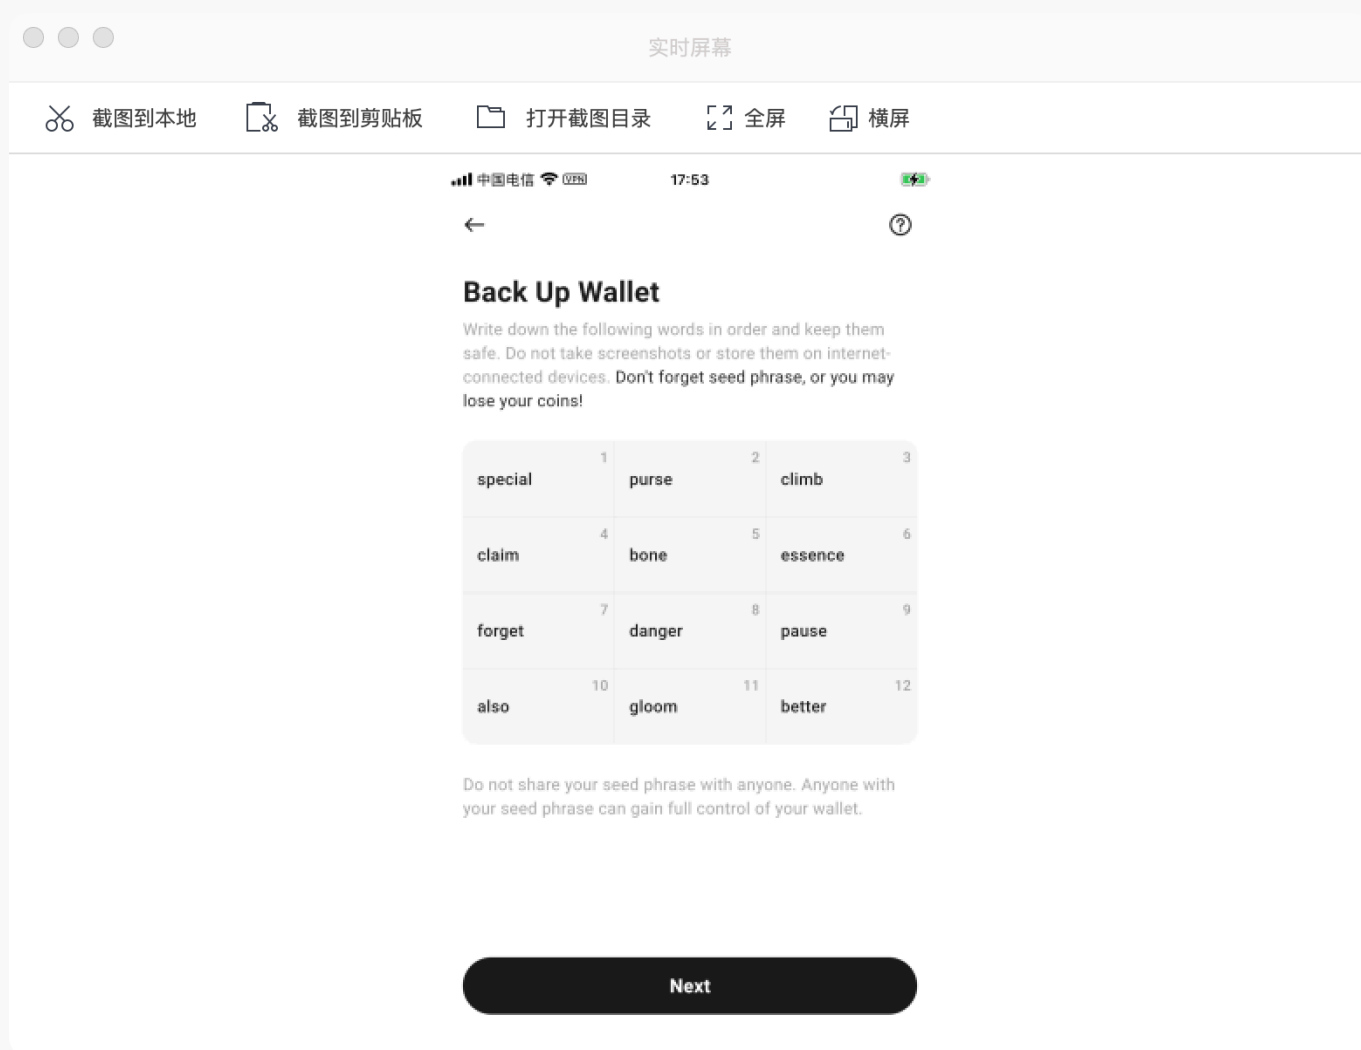 实时屏幕
截图到本地 截图到剪贴板 打开截图目录 全屏 横屏
中国电信 VPN 17:53
Back Up Wallet
Write down the following words in order and keep them
safe. Do not take screenshots or store them on internet-
connected devices. Don't forget seed phrase, or you may
lose your coins!
1 2 3
special purse climb
4 5 6
claim bone essence
7 8 9
forget danger pause
10 11 12
also gloom better
Do not share your seed phrase with anyone. Anyone with
your seed phrase can gain full control of your wallet.
Next